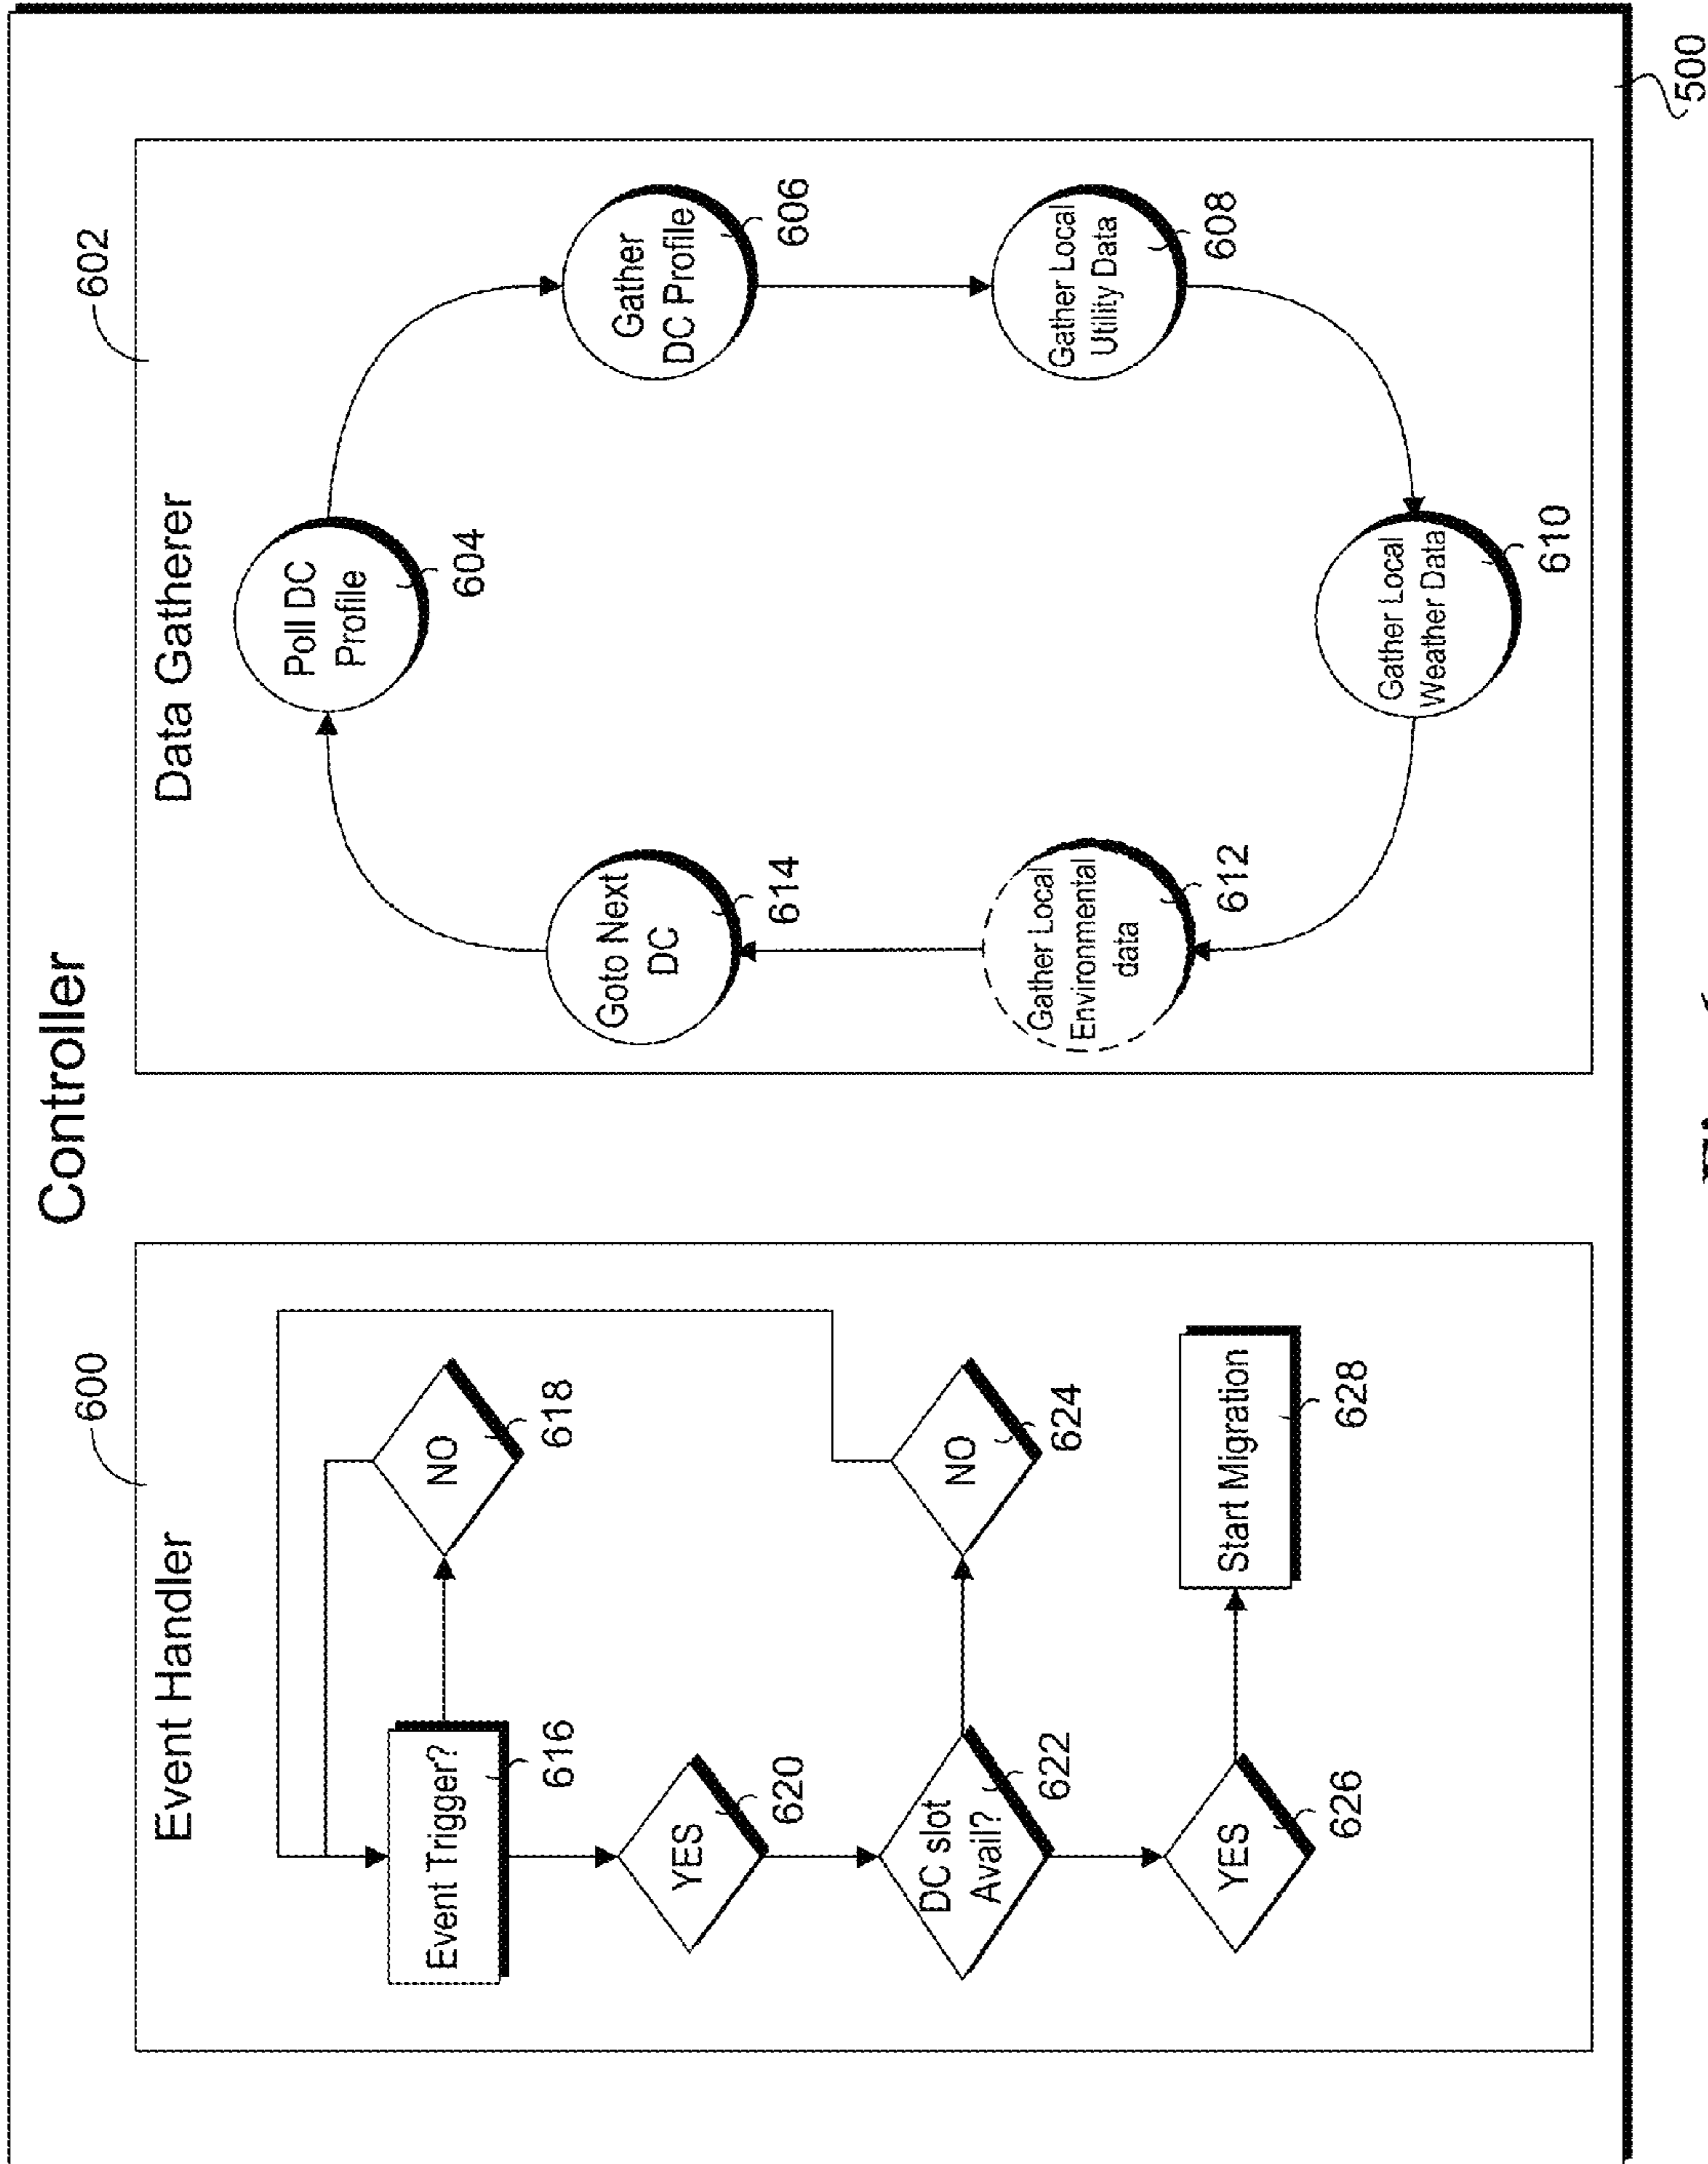 Controller
600
Event Handler
Event Trigger?
616
NO
618
YES
620
DC slot
Avail?
622
NO
624
YES
626
Start Migration
628
602
Data Gatherer
Poll DC
Profile
604
Gather
DC Profile
606
Gather Local
Utility Data
608
Gather Local
Weather Data
610
Gather Local
Environmental
data
612
Goto Next
DC
614
500